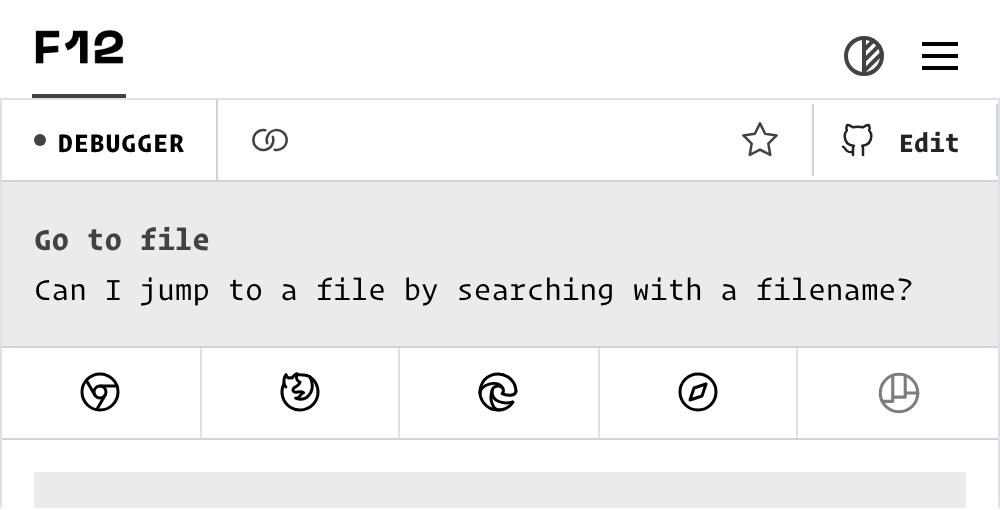 F12
DEBUGGER
Edit
Go to file
Can I jump to a file by searching with a filename?